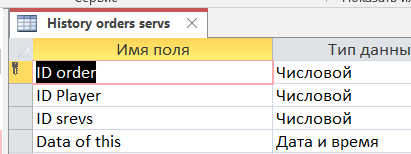 Сервис
History orders servs
Имя поля Тип данны
ID order Числовой
ID Player Числовой
ID srevs Числовой
Data of this Дата и время